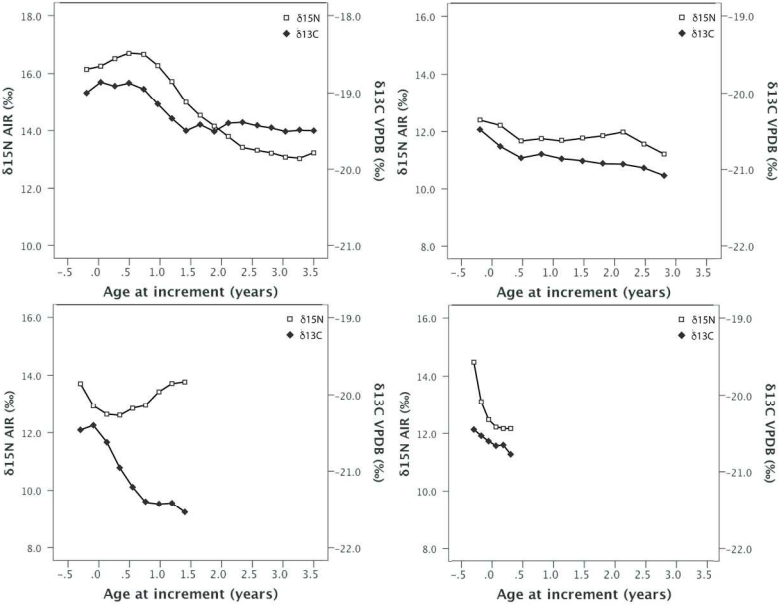 18.0 16.0 14.0 12.0 10.0
δ15N AIR (‰)
δ15N
δ13C
-18.0 -19.0 -20.0 -21.0
δ13C VPDB (‰)
-.5 .0 .5 1.0 1.5 2.0 2.5 3.0 3.5
Age at increment (years)
16.0 14.0 12.0 10.0 8.0
δ15N AIR (‰)
δ15N
δ13C
-19.0 -20.0 -21.0 -22.0
δ13C VPDB (‰)
-.5 .0 .5 1.0 1.5 2.0 2.5 3.0 3.5
Age at increment (years)
16.0 14.0 12.0 10.0 8.0
δ15N AIR (‰)
δ15N
δ13C
-19.0 -20.0 -21.0 -22.0
δ13C VPDB (‰)
-.5 .0 .5 1.0 1.5 2.0 2.5 3.0 3.5
Age at increment (years)
16.0 14.0 12.0 10.0 8.0
δ15N AIR (‰)
δ15N
δ13C
-19.0 -20.0 -21.0 -22.0
δ13C VPDB (‰)
-.5 .0 .5 1.0 1.5 2.0 2.5 3.0 3.5
Age at increment (years)